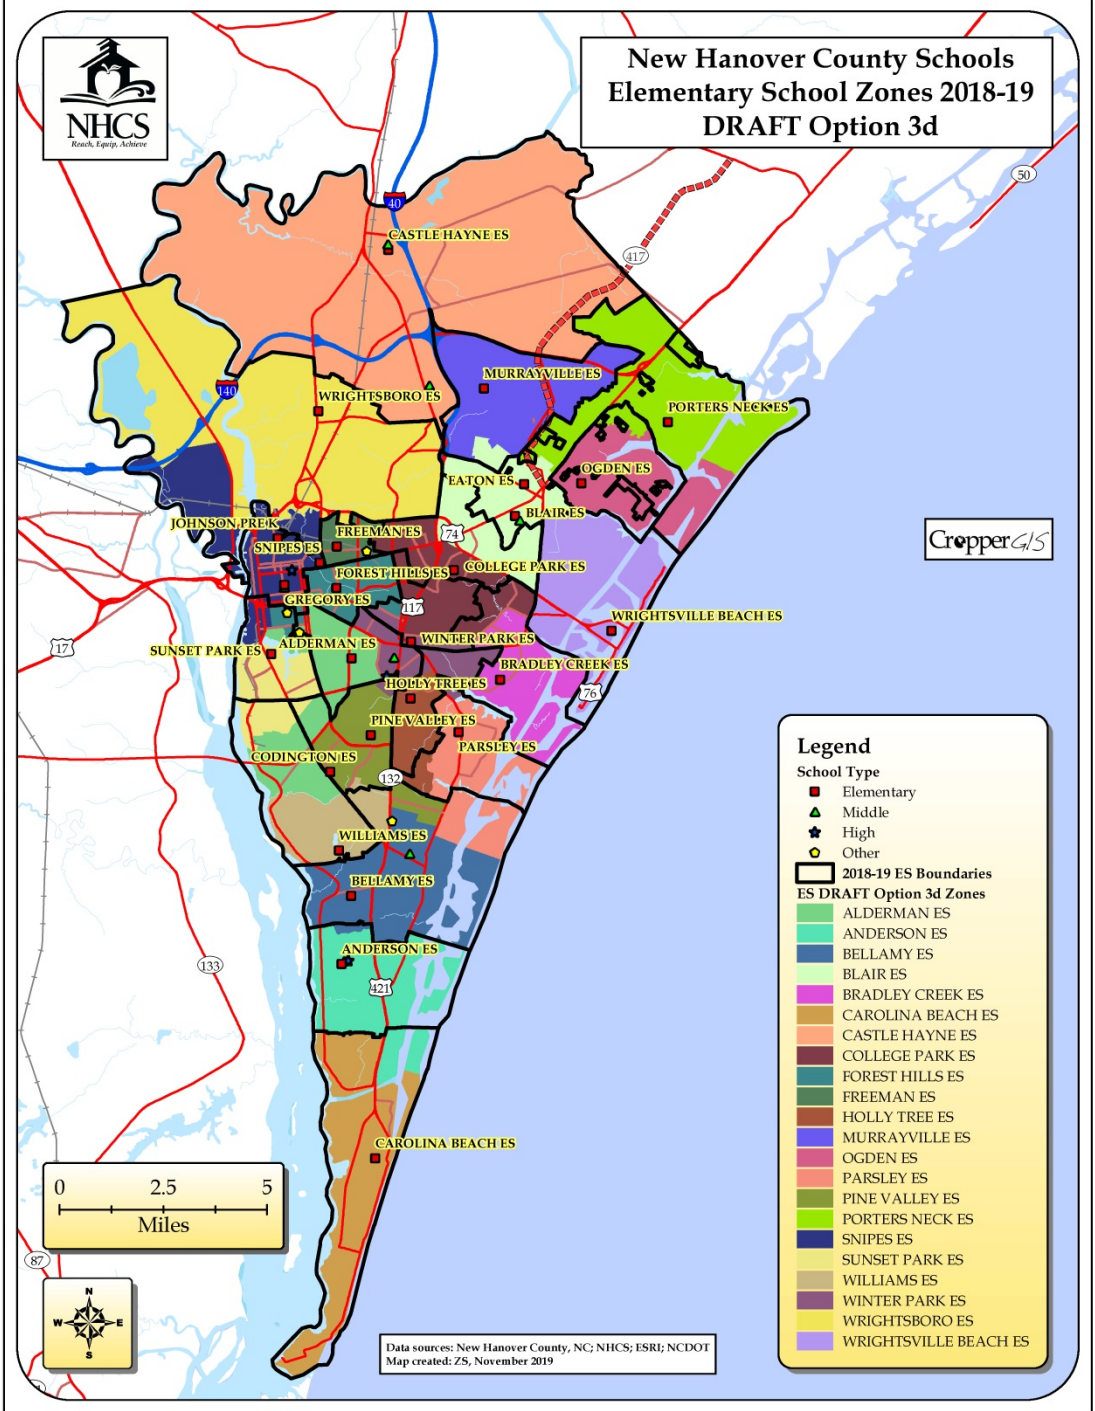 NHCS
Reach, Equip, Achieve
New Hanover County Schools
Elementary School Zones 2018-19
DRAFT Option 3d
50
40
417
CASTLE HAYNE ES
140
MURRAYVILLE ES
WRIGHTSBORO ES
PORTERS NECK ES
OGDEN ES
EATON ES
BLAIR ES
JOHNSON PRE K
FREEMAN ES
74
SNIPES ES
CropperGIS
COLLEGE PARK ES
FOREST HILLS ES
GREGORY ES
117
WRIGHTSVILLE BEACH ES
17
SUNSET PARK ES
ALDERMAN ES
WINTER PARK ES
BRADLEY CREEK ES
HOLLY TREE ES
76
PINE VALLEY ES
PARSLEY ES
CODINGTON ES
132
WILLIAMS ES
BELLAMY ES
ANDERSON ES
133
421
CAROLINA BEACH ES
Legend
School Type
Elementary
Middle
High
Other
2018-19 ES Boundaries
ES DRAFT Option 3d Zones
ALDERMAN ES
ANDERSON ES
BELLAMY ES
BLAIR ES
BRADLEY CREEK ES
CAROLINA BEACH ES
CASTLE HAYNE ES
COLLEGE PARK ES
FOREST HILLS ES
FREEMAN ES
HOLLY TREE ES
MURRAYVILLE ES
OGDEN ES
PARSLEY ES
PINE VALLEY ES
PORTERS NECK ES
SNIPES ES
SUNSET PARK ES
WILLIAMS ES
WINTER PARK ES
WRIGHTSBORO ES
WRIGHTSVILLE BEACH ES
0 2.5 5
Miles
87
N
W E
S
Data sources: New Hanover County, NC; NHCS; ESRI; NCDOT
Map created: ZS, November 2019